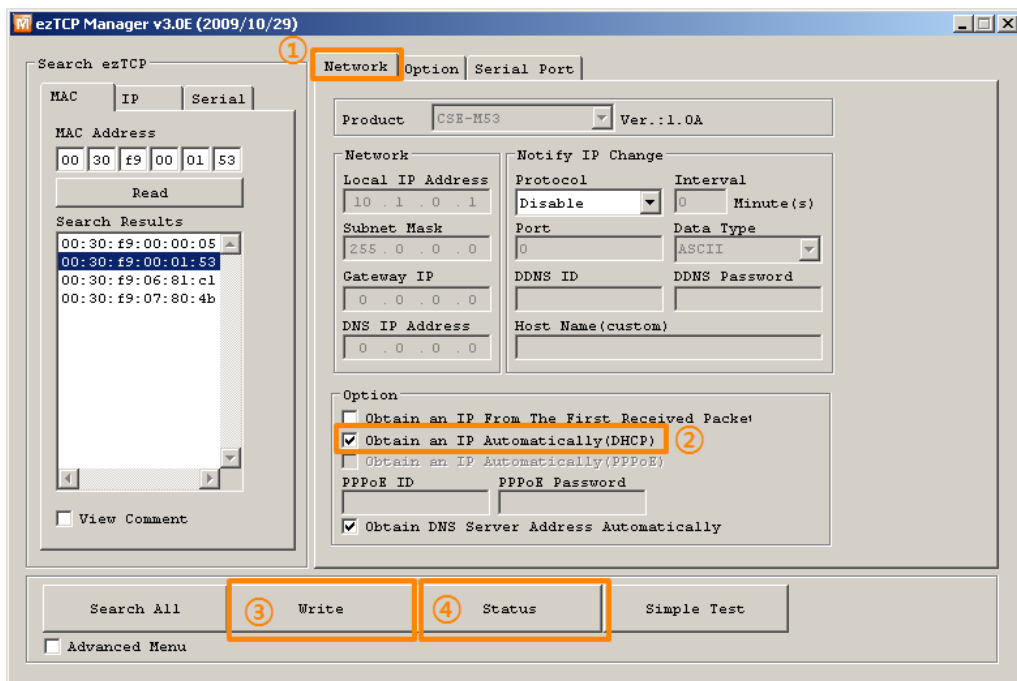 ezTCP Manager v3.0E (2009/10/29)
①
Search ezTCP
MAC IP Serial
MAC Address
00 30 f9 00 01 53
Read
Search Results
00:30:f9:00:00:05
00:30:f9:00:01:53
00:30:f9:06:81:c1
00:30:f9:07:80:4b
View Comment
Network Option Serial Port
Product CSE-M53 Ver.:1.0A
Network
Local IP Address
10 . 1 . 0 . 1
Subnet Mask
255 . 0 . 0 . 0
Gateway IP
0 . 0 . 0 . 0
DNS IP Address
0 . 0 . 0 . 0
Notify IP Change
Protocol Interval
Disable 0 Minute(s)
Port Data Type
0 ASCII
DDNS ID DDNS Password
Host Name(custom)
Option
Obtain an IP From The First Received Packet
Obtain an IP Automatically(DHCP) ②
Obtain an IP Automatically(PPPoE)
PPPoE ID PPPoE Password
Obtain DNS Server Address Automatically
Search All ③ Write ④ Status Simple Test
Advanced Menu